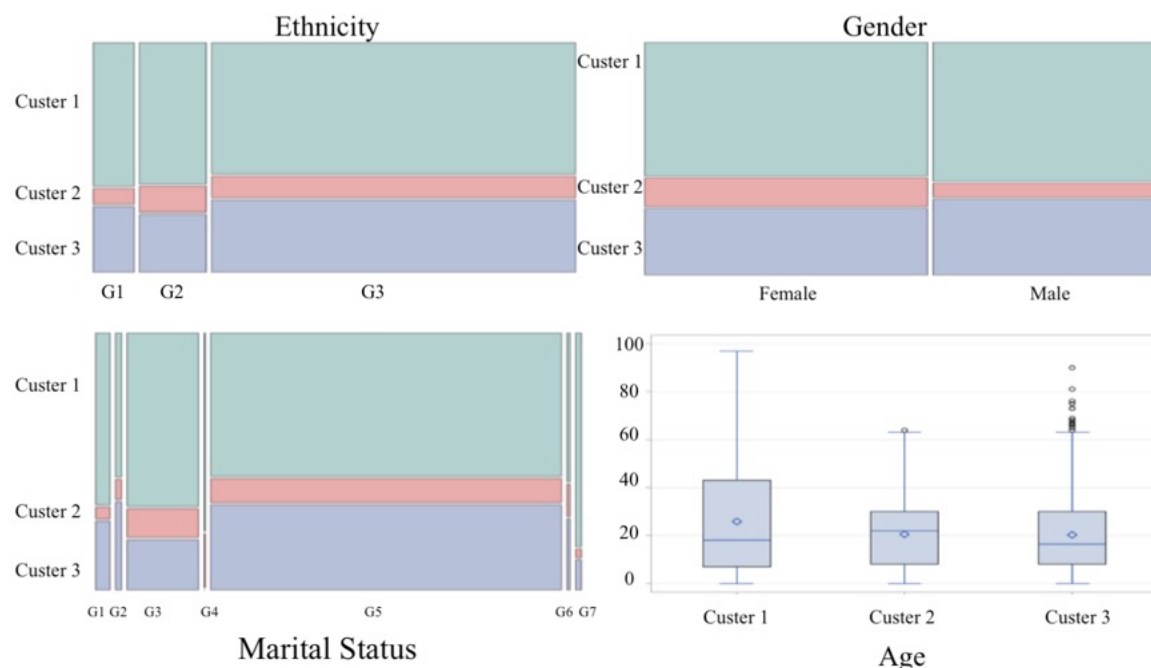 Ethnicity
Custer 1
Custer 2
Custer 3
G1 G2 G3
Gender
Custer 1
Custer 2
Custer 3
Female Male
Custer 1
Custer 2
Custer 3
G1 G2 G3 G4 G5 G6 G7
Marital Status
100
80
60
40
20
0
Custer 1 Custer 2 Custer 3
Age